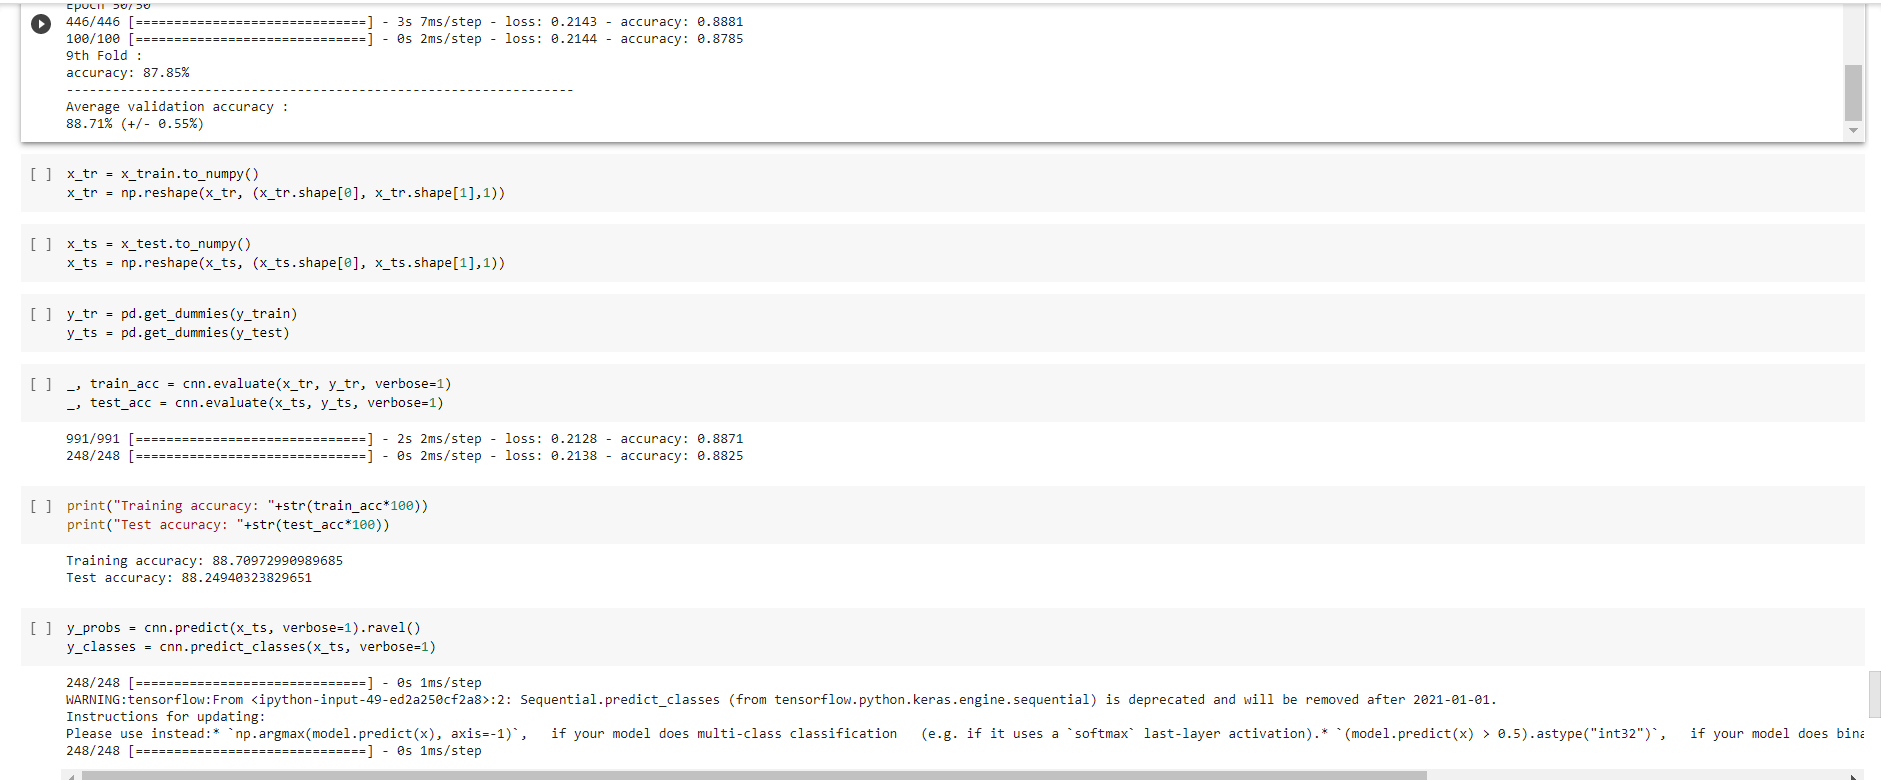 Epoch 50/50
446/446 [==============================] - 3s 7ms/step - loss: 0.2143 - accuracy: 0.8881
100/100 [==============================] - 0s 2ms/step - loss: 0.2144 - accuracy: 0.8785
9th Fold :
accuracy: 87.85%
------------------------------------------------------------------
Average validation accuracy :
88.71% (+/- 0.55%)
[ ] x_tr = x_train.to_numpy()
x_tr = np.reshape(x_tr, (x_tr.shape[0], x_tr.shape[1],1))
[ ] x_ts = x_test.to_numpy()
x_ts = np.reshape(x_ts, (x_ts.shape[0], x_ts.shape[1],1))
[ ] y_tr = pd.get_dummies(y_train)
y_ts = pd.get_dummies(y_test)
[ ] _, train_acc = cnn.evaluate(x_tr, y_tr, verbose=1)
_, test_acc = cnn.evaluate(x_ts, y_ts, verbose=1)
991/991 [==============================] - 2s 2ms/step - loss: 0.2128 - accuracy: 0.8871
248/248 [==============================] - 0s 2ms/step - loss: 0.2138 - accuracy: 0.8825
[ ] print("Training accuracy: "+str(train_acc*100))
print("Test accuracy: "+str(test_acc*100))
Training accuracy: 88.70972990989685
Test accuracy: 88.24940323829651
[ ] y_probs = cnn.predict(x_ts, verbose=1).ravel()
y_classes = cnn.predict_classes(x_ts, verbose=1)
248/248 [==============================] - 0s 1ms/step
WARNING:tensorflow:From <ipython-input-49-ed2a250cf2a8>:2: Sequential.predict_classes (from tensorflow.python.keras.engine.sequential) is deprecated and will be removed after 2021-01-01.
Instructions for updating:
Please use instead:* `np.argmax(model.predict(x), axis=-1)`,   if your model does multi-class classification   (e.g. if it uses a `softmax` last-layer activation).* `(model.predict(x) > 0.5).astype("int32")`,   if your model does bina
248/248 [==============================] - 0s 1ms/step